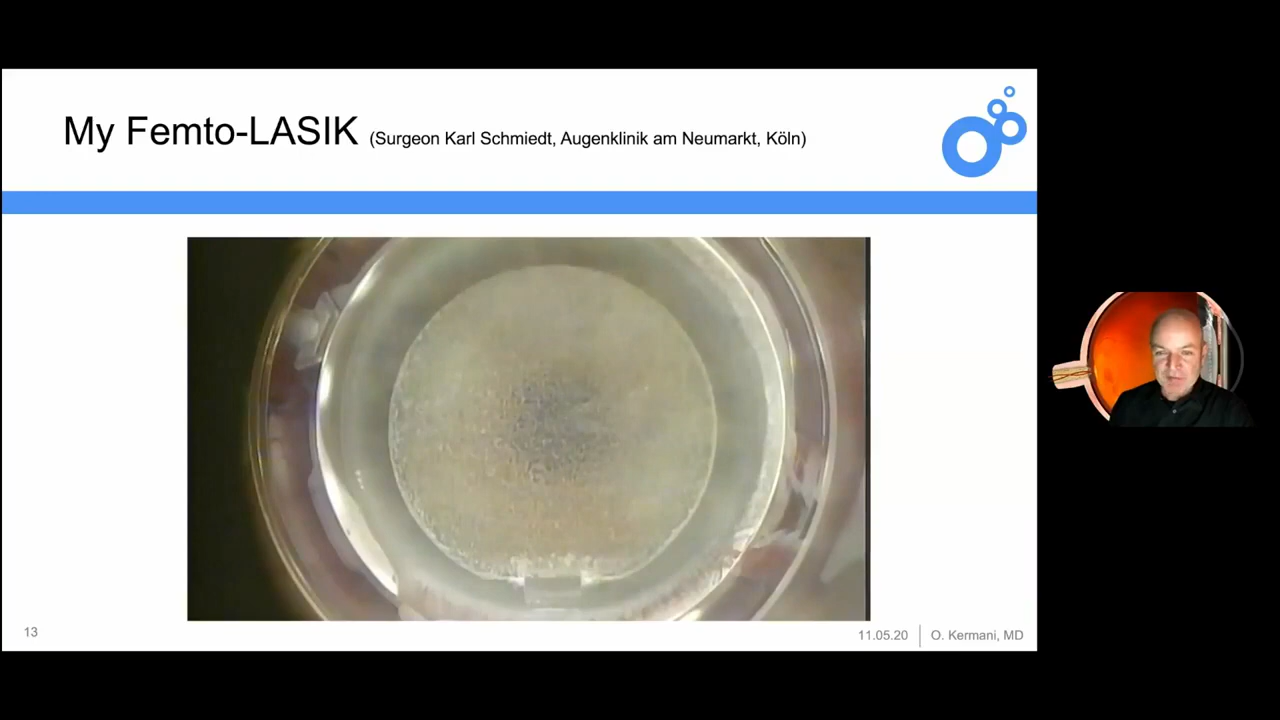 My Femto-LASIK (Surgeon Karl Schmiedt, Augenklinik am Neumarkt, Köln)
13
11.05.20 O. Kermani, MD